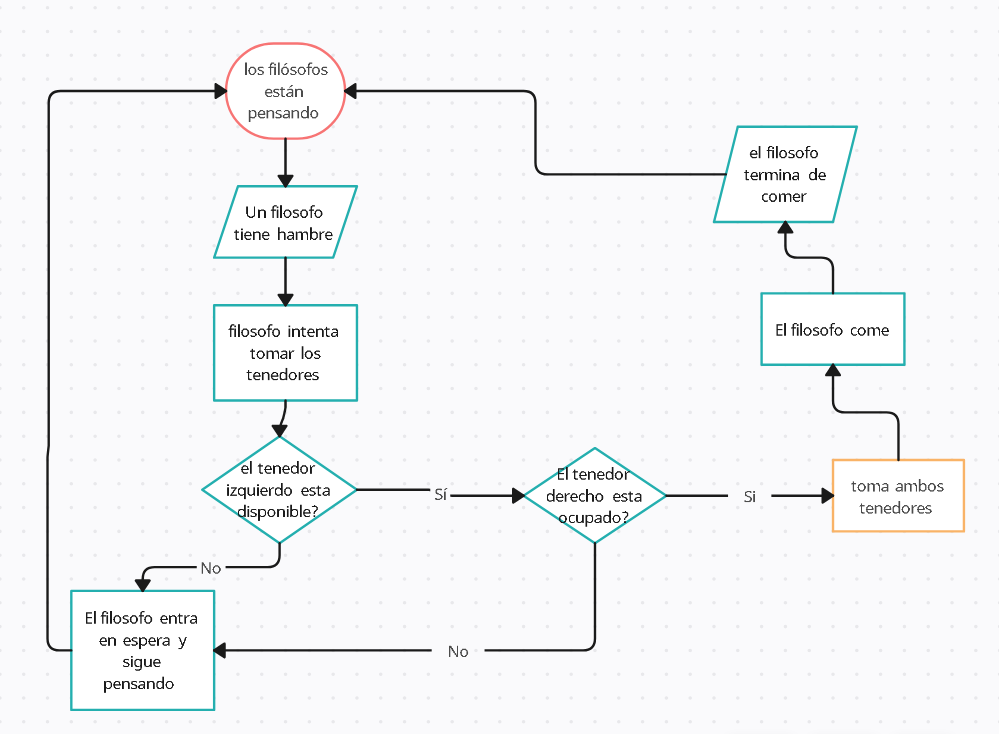 los filósofos
están
pensando
Un filosofo
tiene hambre
filosofo intenta
tomar los
tenedores
el tenedor
izquierdo esta
disponible?
Sí
El tenedor
derecho esta
ocupado?
Si
toma ambos
tenedores
El filosofo come
el filosofo
termina de
comer
No
El filosofo entra
en espera y
sigue
pensando
No